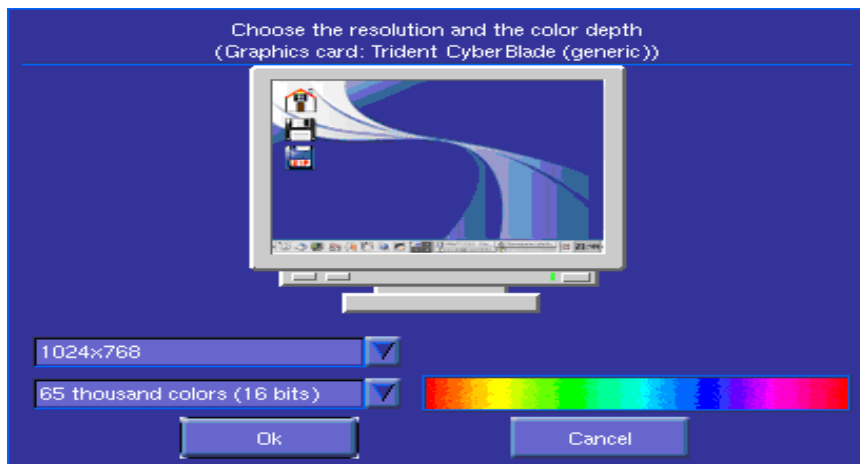 Choose the resolution and the color depth
(Graphics card: Trident CyberBlade (generic))
1024x768
65 thousand colors (16 bits)
Ok
Cancel